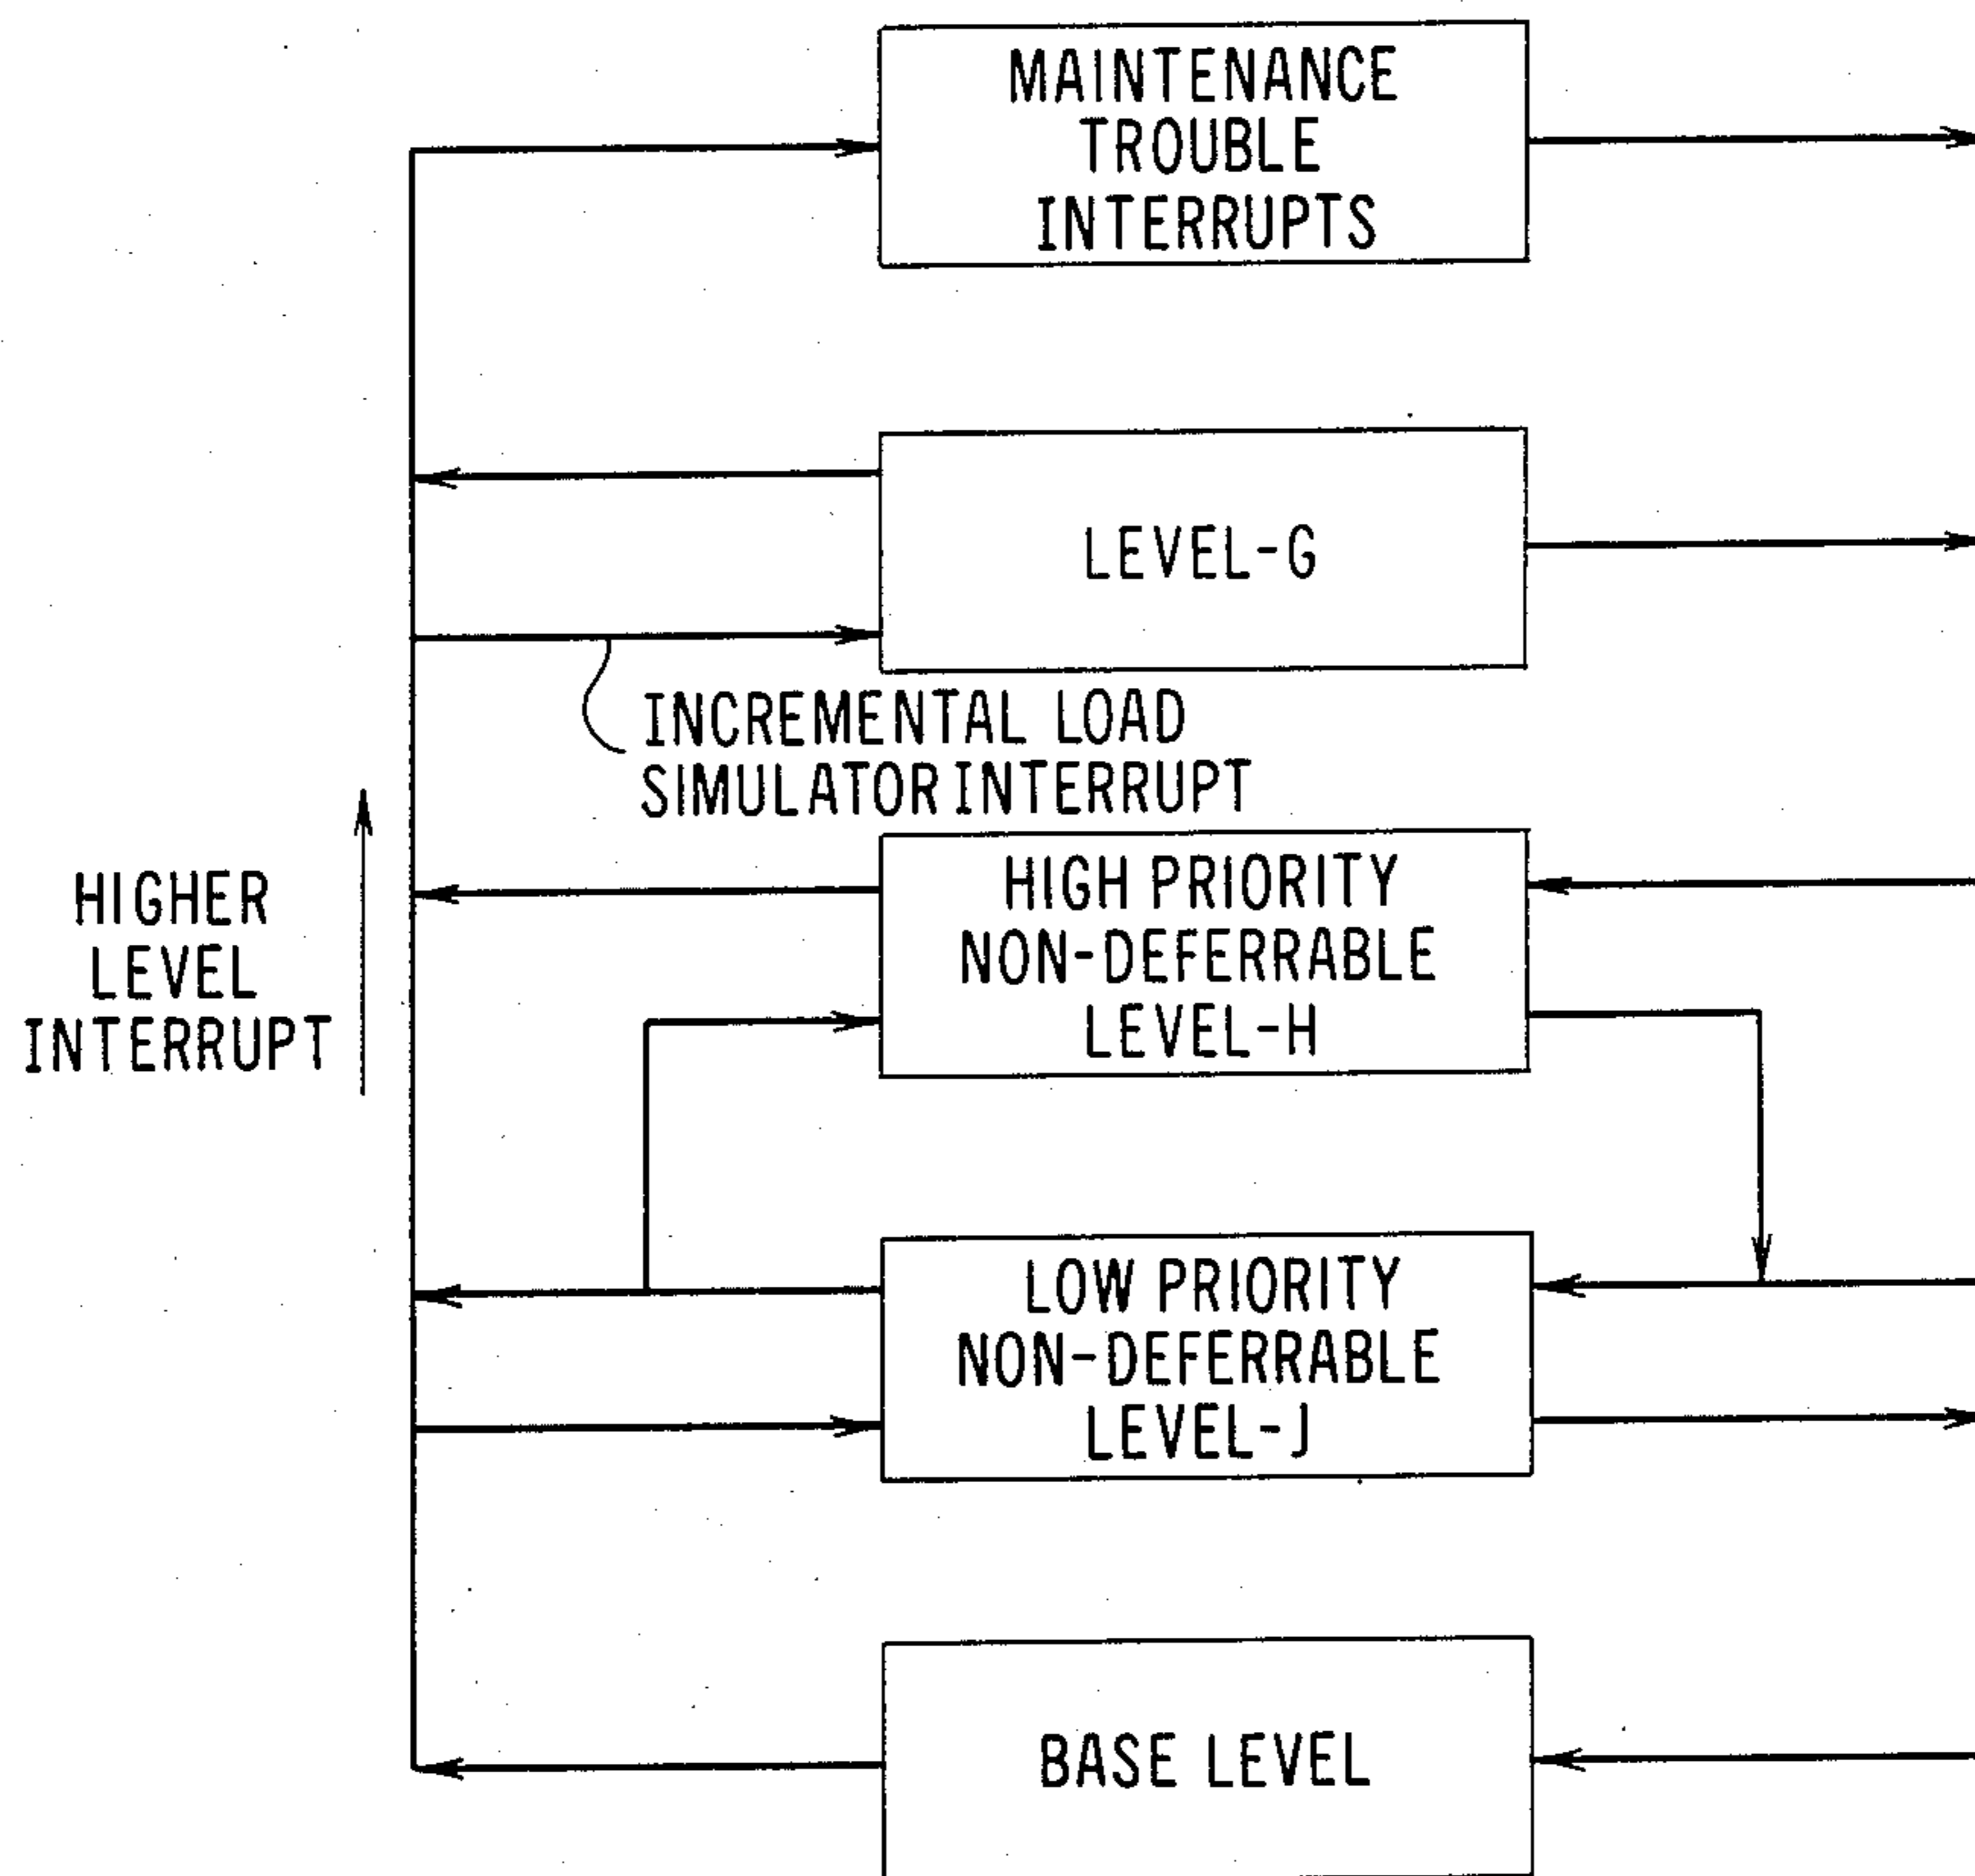 MAINTENANCE
TROUBLE
INTERRUPTS
LEVEL-G
INCREMENTAL LOAD
SIMULATOR INTERRUPT
HIGHER
LEVEL
INTERRUPT
HIGH PRIORITY
NON-DEFERRABLE
LEVEL-H
LOW PRIORITY
NON-DEFERRABLE
LEVEL-J
BASE LEVEL